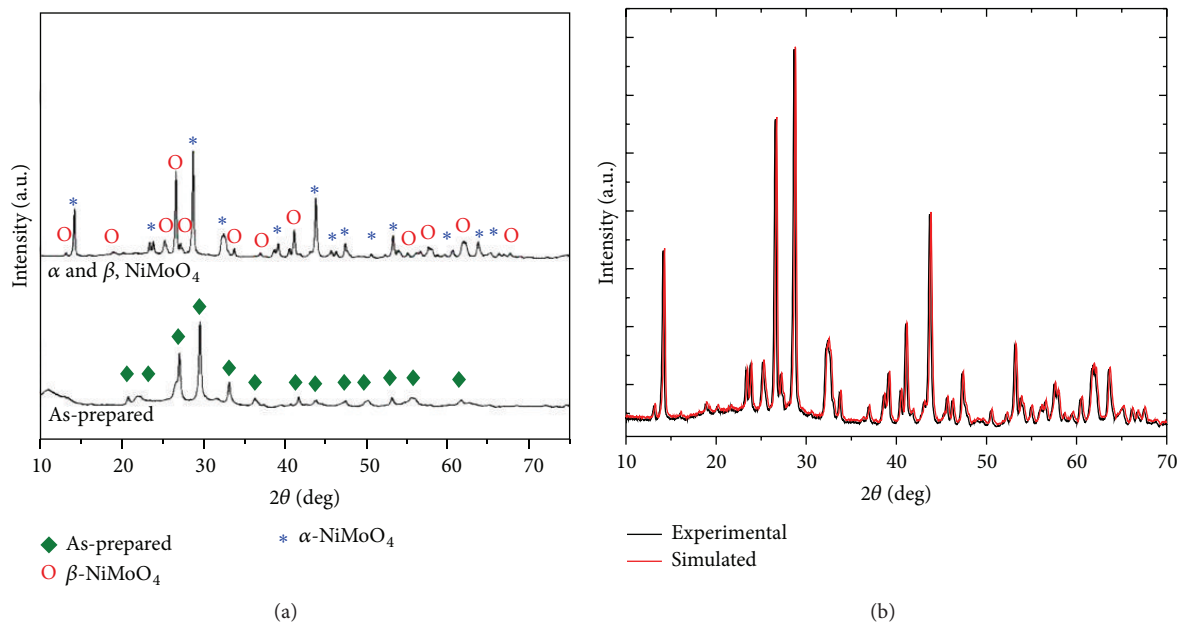 Intensity (a.u.)
α and β, NiMoO₄
As-prepared
10 20 30 40 50 60 70
2θ (deg)
As-prepared
* α-NiMoO₄
O β-NiMoO₄
(a)
Intensity (a.u.)
10 20 30 40 50 60 70
2θ (deg)
Experimental
Simulated
(b)